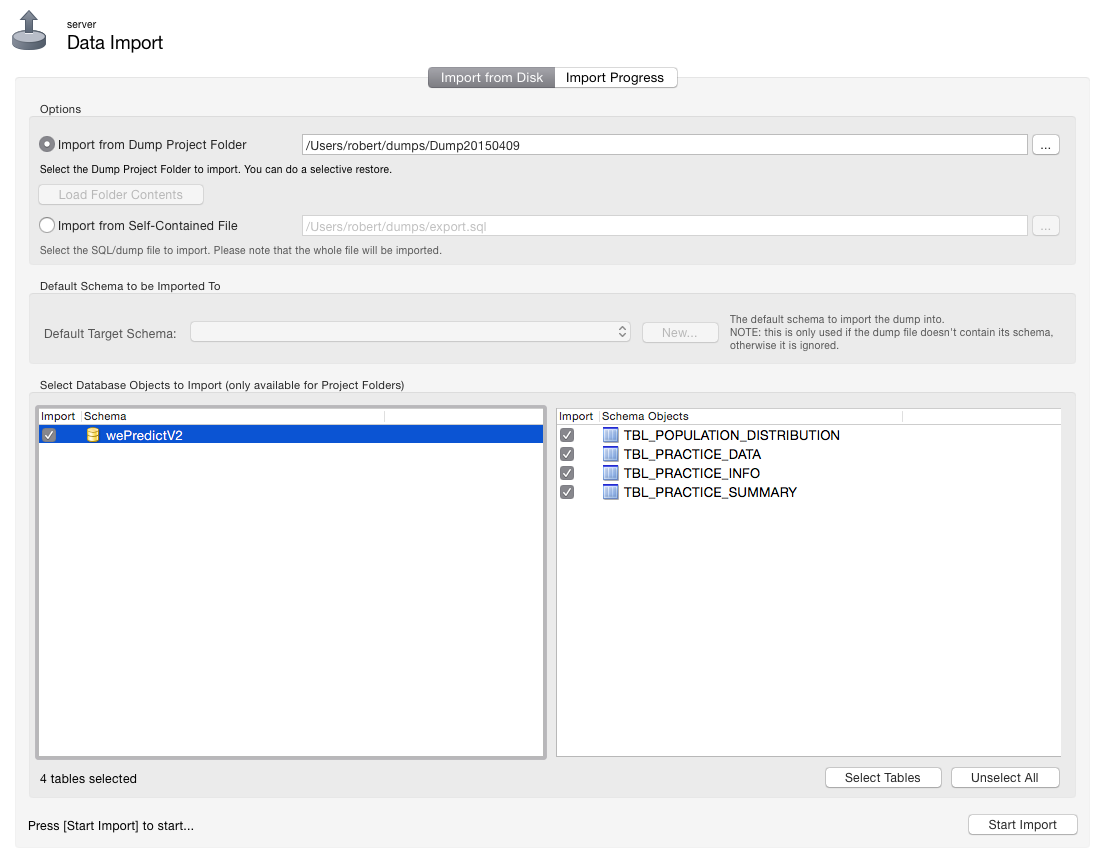 server
Data Import
Import from Disk Import Progress
Options
Import from Dump Project Folder /Users/robert/dumps/Dump20150409 ...
Select the Dump Project Folder to import. You can do a selective restore.
Load Folder Contents
Import from Self-Contained File /Users/robert/dumps/export.sql ...
Select the SQL/dump file to import. Please note that the whole file will be imported.
Default Schema to be Imported To
Default Target Schema: New...
The default schema to import the dump into.
NOTE: this is only used if the dump file doesn't contain its schema,
otherwise it is ignored.
Select Database Objects to Import (only available for Project Folders)
Import Schema
wePredictV2
Import Schema Objects
TBL_POPULATION_DISTRIBUTION
TBL_PRACTICE_DATA
TBL_PRACTICE_INFO
TBL_PRACTICE_SUMMARY
4 tables selected
Select Tables Unselect All
Press [Start Import] to start...
Start Import